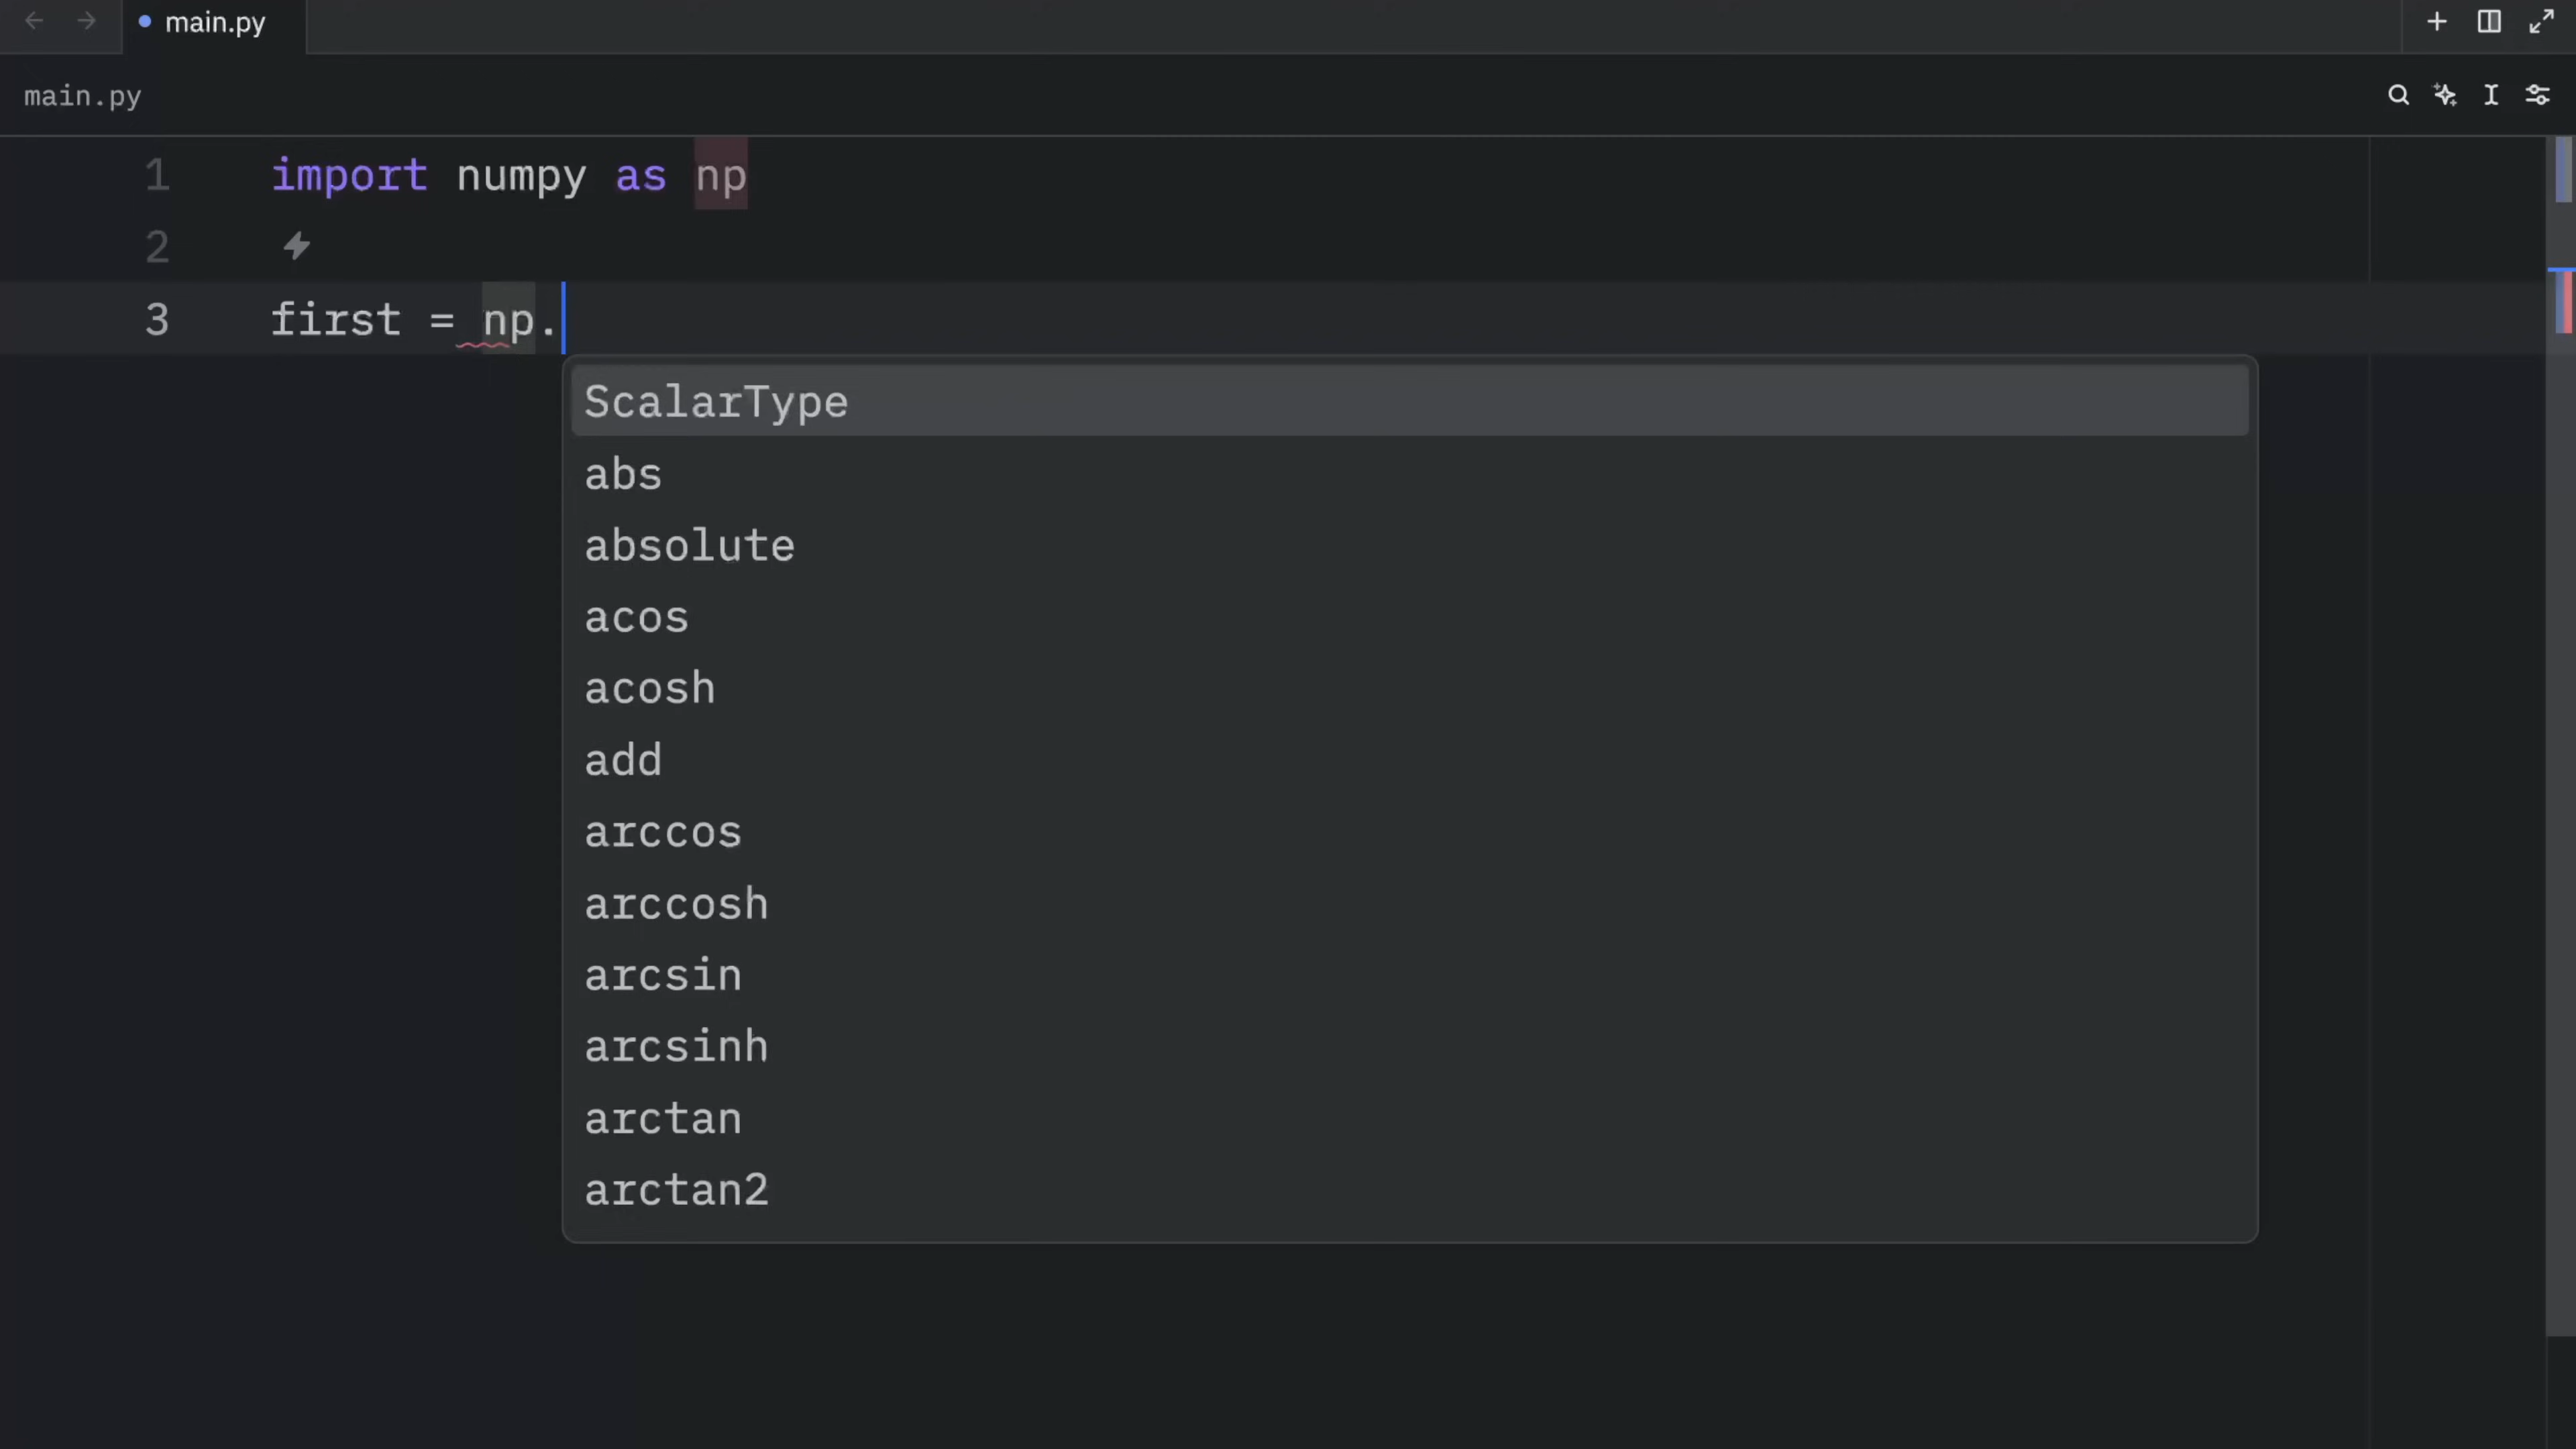 main.py
main.py
1 import numpy as np
2
3 first = np.
ScalarType
abs
absolute
acos
acosh
add
arccos
arccosh
arcsin
arcsinh
arctan
arctan2